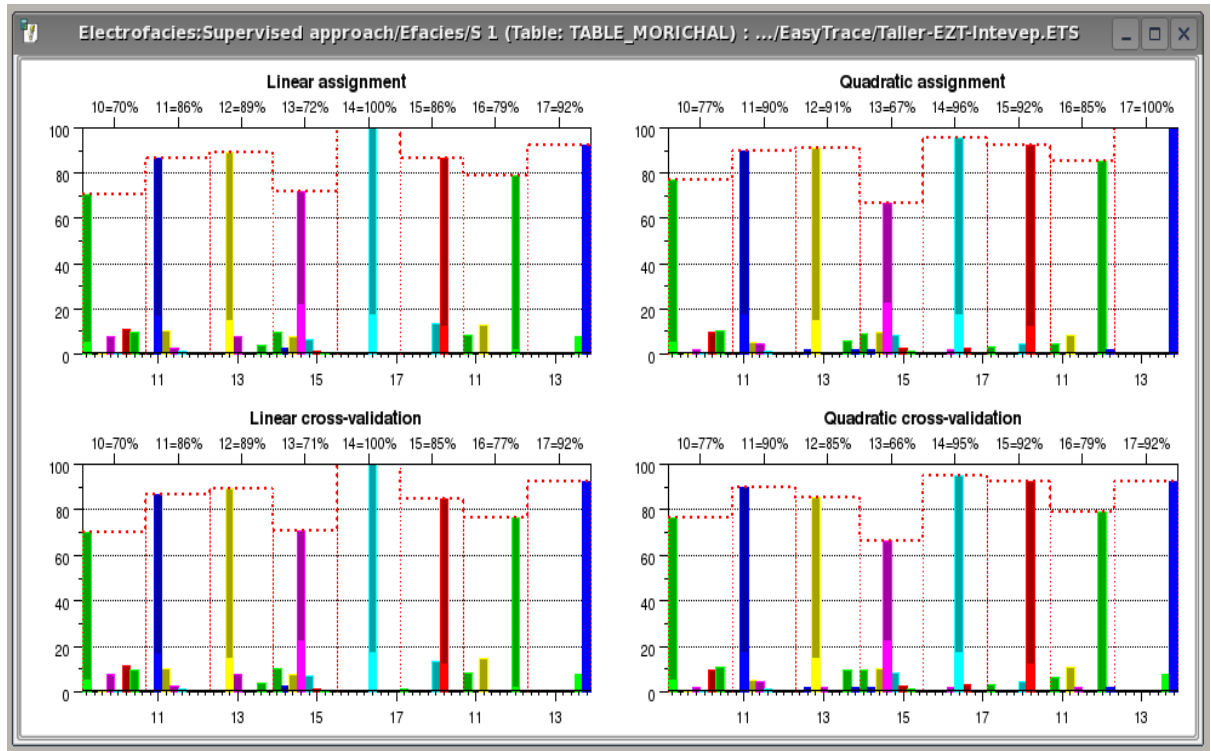 Electrofacies:Supervised approach/Efacies/S 1 (Table: TABLE_MORICHAL) : .../EasyTrace/Taller-EZT-Intevep.ETS
Linear assignment
10=70% 11=86% 12=89% 13=72% 14=100% 15=86% 16=79% 17=92%
100
80
60
40
20
0
11 13 15 17 11 13
Quadratic assignment
10=77% 11=90% 12=91% 13=67% 14=96% 15=92% 16=85% 17=100%
100
80
60
40
20
0
11 13 15 17 11 13
Linear cross-validation
10=70% 11=86% 12=89% 13=71% 14=100% 15=85% 16=77% 17=92%
100
80
60
40
20
0
11 13 15 17 11 13
Quadratic cross-validation
10=77% 11=90% 12=85% 13=66% 14=95% 15=92% 16=79% 17=92%
100
80
60
40
20
0
11 13 15 17 11 13